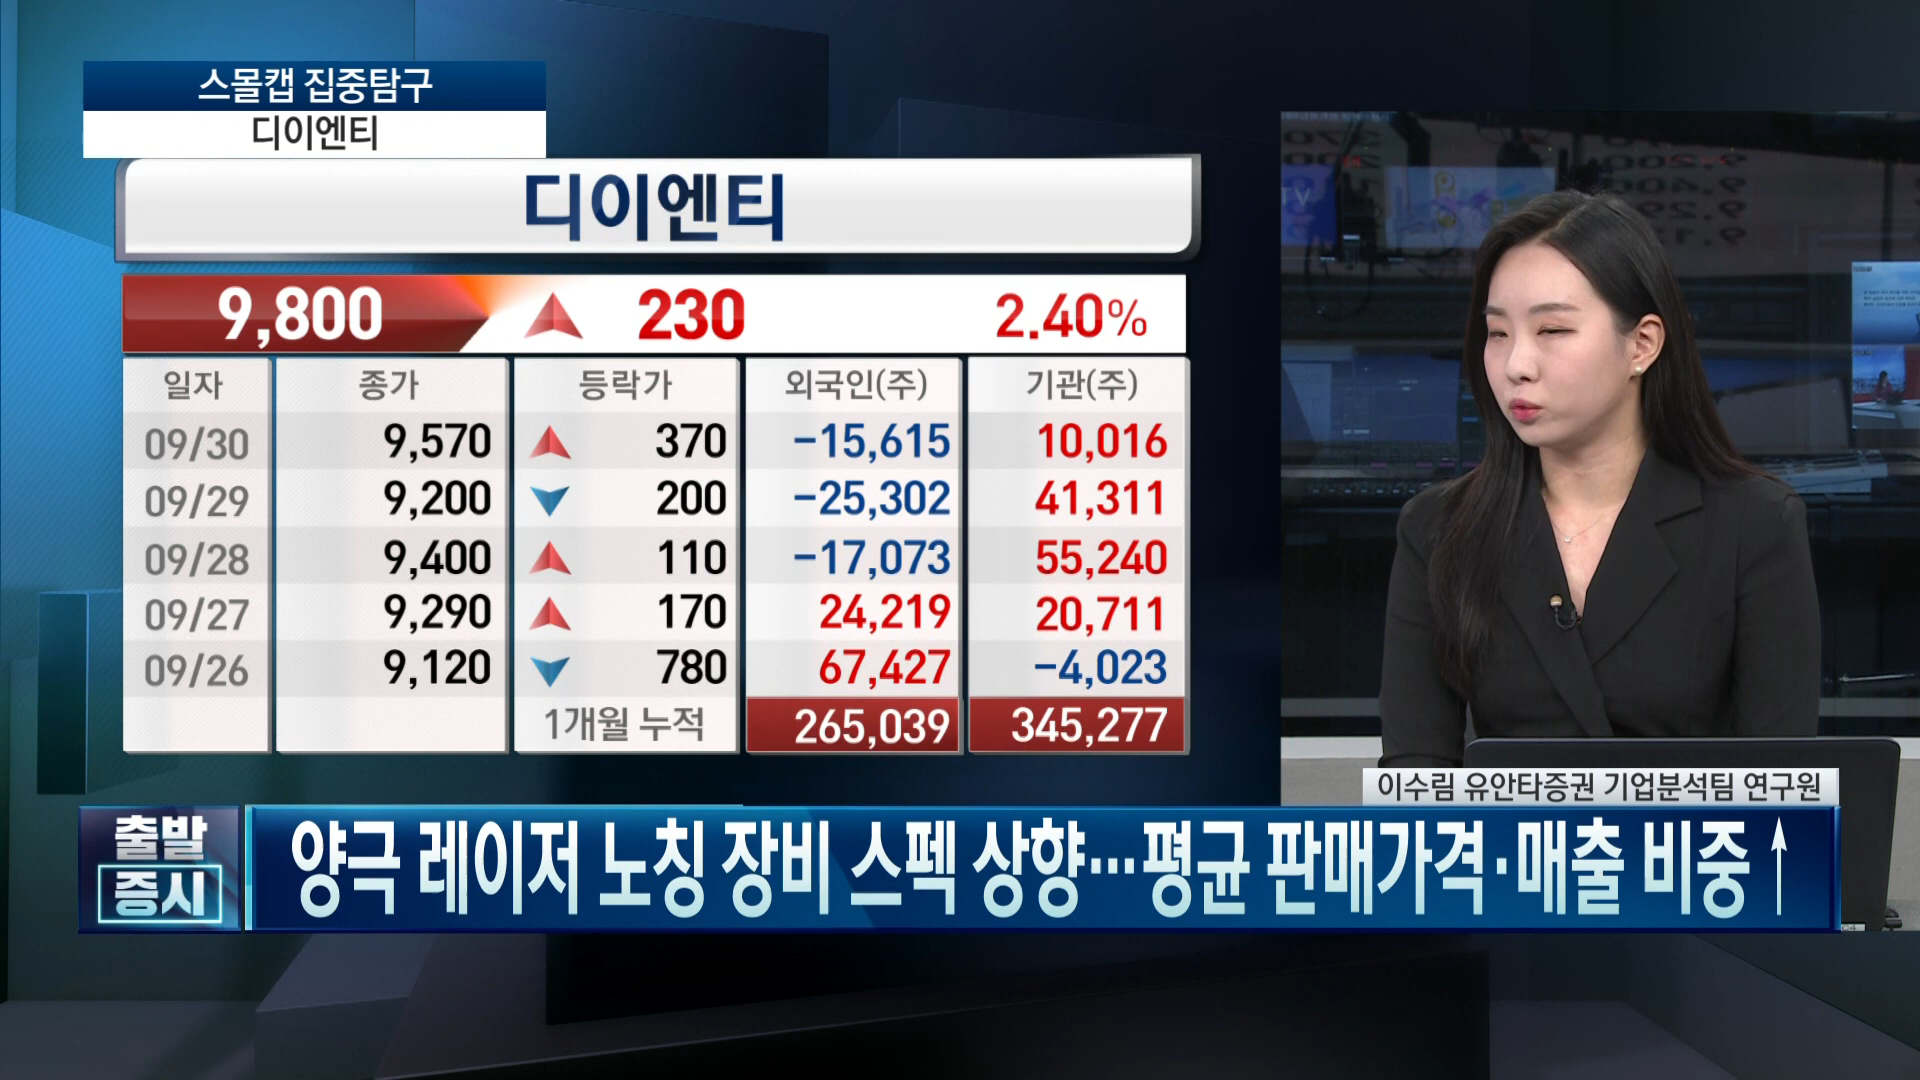 스몰캡 집중탐구
디이엔티
디이엔티
9,800 ▲ 230 2.40%
일자 종가 등락가 외국인(주) 기관(주)
09/30 9,570 ▲ 370 -15,615 10,016
09/29 9,200 ▼ 200 -25,302 41,311
09/28 9,400 ▲ 110 -17,073 55,240
09/27 9,290 ▲ 170 24,219 20,711
09/26 9,120 ▼ 780 67,427 -4,023
1개월 누적 265,039 345,277
이수림 유안타증권 기업분석팀 연구원
출발
증시
양극 레이저 노칭 장비 스펙 상향…평균 판매가격·매출 비중↑